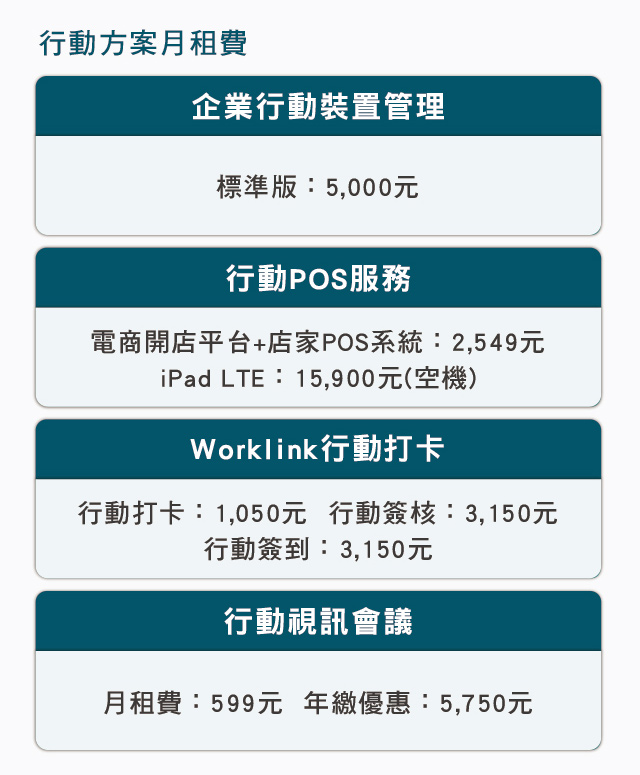 行動方案月租費
企業行動裝置管理
標準版：5,000元
行動POS服務
電商開店平台+店家POS系統：2,549元
iPad LTE：15,900元(空機)
Worklink行動打卡
行動打卡：1,050元 行動簽核：3,150元
行動簽到：3,150元
行動視訊會議
月租費：599元 年繳優惠：5,750元